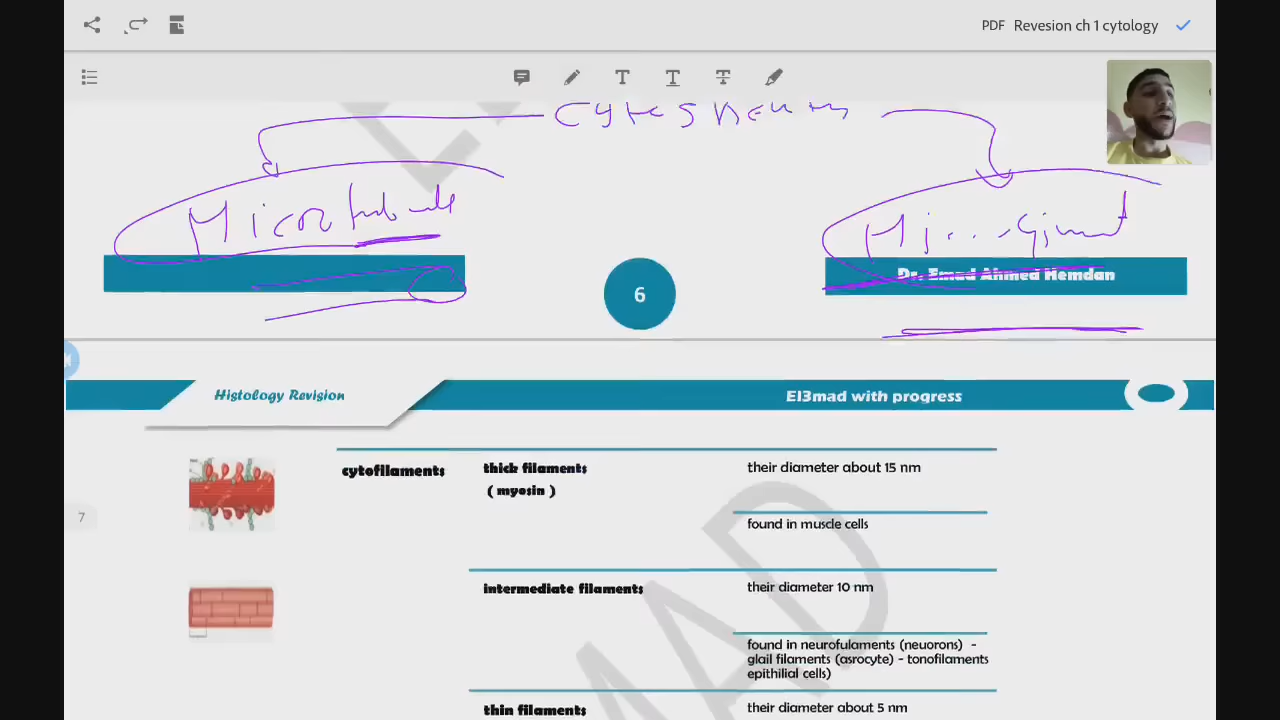 PDF Revesion ch 1 cytology
Microtubule
6
Dr. Emad Ahmed Hemdan
Histology Revision
El3mad with progress
cytofilaments
thick filaments
( myosin )
their diameter about 15 nm
7
found in muscle cells
intermediate filaments
their diameter 10 nm
found in neurofulaments (neuorons) -
glail filaments (asrocyte) - tonofilaments
epithilial cells)
thin filaments
their diameter about 5 nm